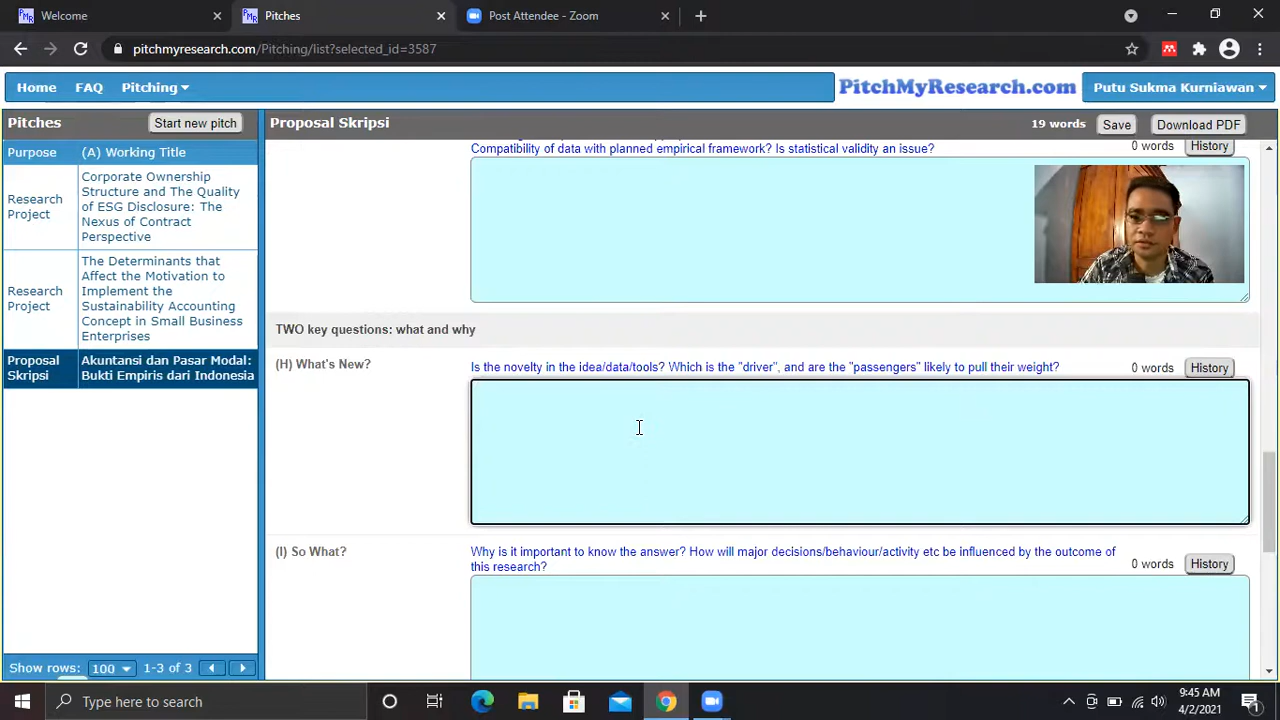 Welcome
Pitches
Post Attendee - Zoom
pitchmyresearch.com/Pitching/list?selected_id=3587
Home
FAQ
Pitching
PitchMyResearch.com
Putu Sukma Kurniawan
Pitches
Start new pitch
Proposal Skripsi
19 words
Save
Download PDF
Purpose
(A) Working Title
Research
Project
Corporate Ownership
Structure and The Quality
of ESG Disclosure: The
Nexus of Contract
Perspective
Research
Project
The Determinants that
Affect the Motivation to
Implement the
Sustainability Accounting
Concept in Small Business
Enterprises
Proposal
Skripsi
Akuntansi dan Pasar Modal:
Bukti Empiris dari Indonesia
Compatibility of data with planned empirical framework? Is statistical validity an issue?
0 words
History
TWO key questions: what and why
(H) What's New?
Is the novelty in the idea/data/tools? Which is the "driver", and are the "passengers" likely to pull their weight?
0 words
History
(I) So What?
Why is it important to know the answer? How will major decisions/behaviour/activity etc be influenced by the outcome of
this research?
0 words
History
Show rows:
100
1-3 of 3
Type here to search
9:45 AM
4/2/2021